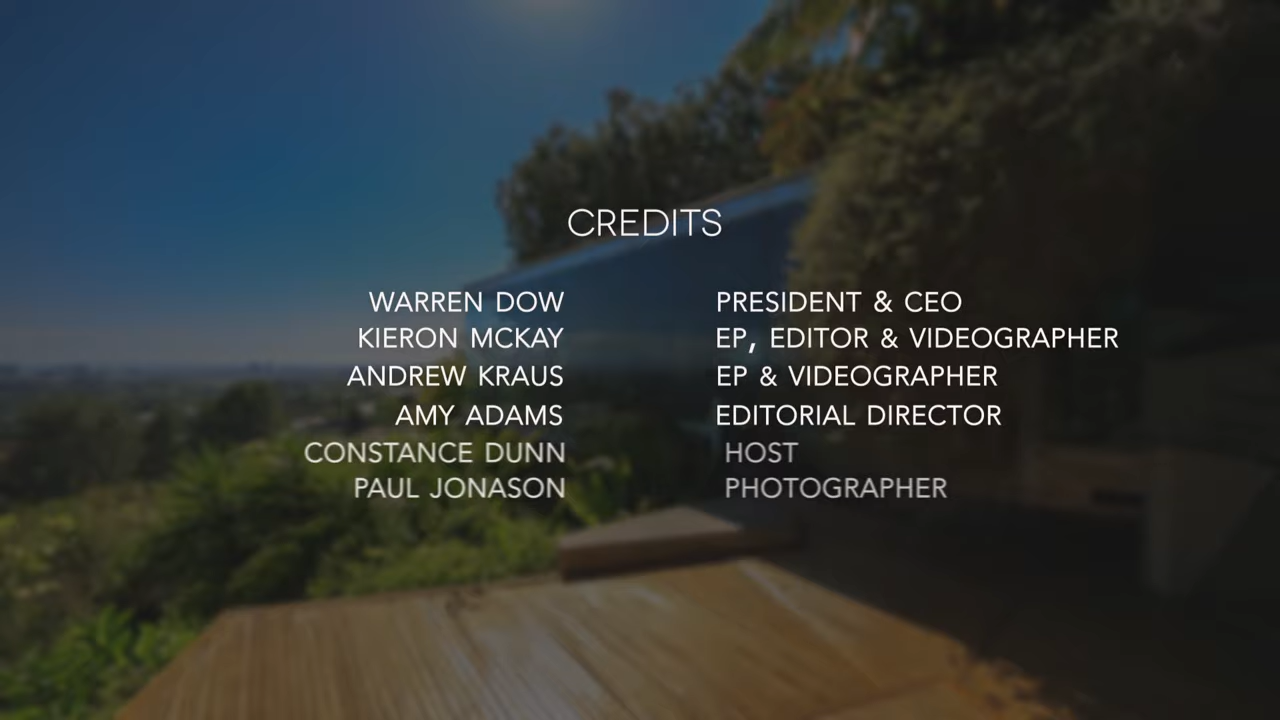 CREDITS
WARREN DOW PRESIDENT & CEO
KIERON MCKAY EP, EDITOR & VIDEOGRAPHER
ANDREW KRAUS EP & VIDEOGRAPHER
AMY ADAMS EDITORIAL DIRECTOR
CONSTANCE DUNN HOST
PAUL JONASON PHOTOGRAPHER